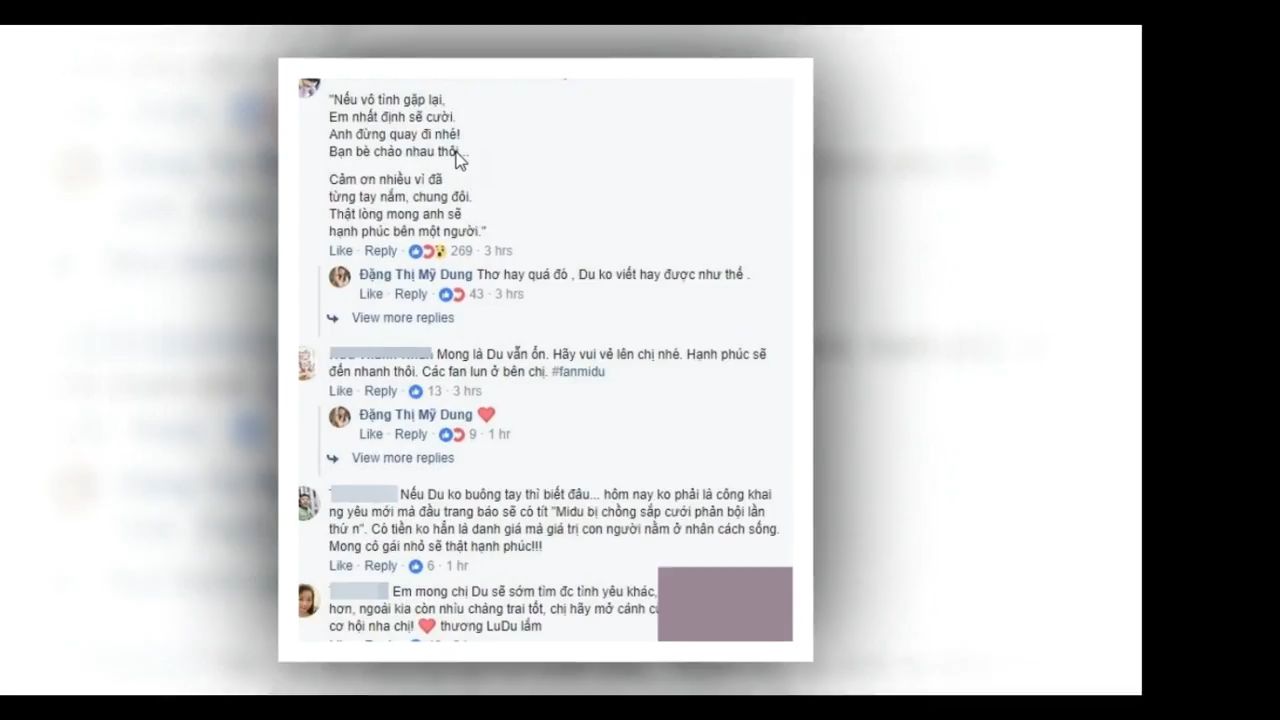 "Nếu vô tình gặp lại,
Em nhất định sẽ cười.
Anh đừng quay đi nhé!
Bạn bè chào nhau thôi...
Cảm ơn nhiều vì đã
từng tay nắm, chung đôi.
Thật lòng mong anh sẽ
hạnh phúc bên một người."
Like · Reply · 269 · 3 hrs
Đặng Thị Mỹ Dung Thơ hay quá đó , Du ko viết hay được như thế .
Like · Reply · 43 · 3 hrs
View more replies
Mong là Du vẫn ổn. Hãy vui vẻ lên chị nhé. Hạnh phúc sẽ
đến nhanh thôi. Các fan lun ở bên chị. #fanmidu
Like · Reply · 13 · 3 hrs
Đặng Thị Mỹ Dung ❤
Like · Reply · 9 · 1 hr
View more replies
Nếu Du ko buông tay thì biết đâu... hôm nay ko phải là công khai
ng yêu mới mà đầu trang báo sẽ có tít "Midu bị chồng sắp cưới phản bội lần
thứ n". Có tiền ko hẳn là danh giá mà giá trị con người nằm ở nhân cách sống.
Mong cô gái nhỏ sẽ thật hạnh phúc!!!
Like · Reply · 6 · 1 hr
Em mong chị Du sẽ sớm tìm đc tình yêu khác,
hơn, ngoài kia còn nhìu chàng trai tốt, chị hãy mở cánh
cơ hội nha chị! ❤ thương LuDu lắm